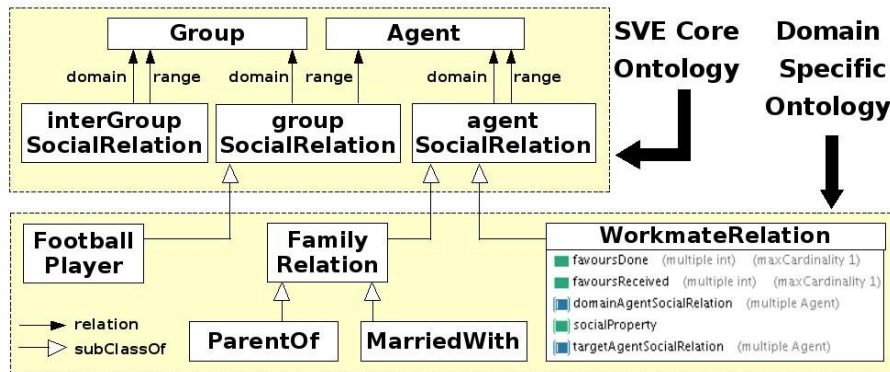 Group
Agent
SVE Core
Ontology
Domain
Specific
Ontology
domain
range
domain
range
domain
range
interGroup
SocialRelation
group
SocialRelation
agent
SocialRelation
Football
Player
Family
Relation
WorkmateRelation
favoursDone (multiple int) (maxCardinality 1)
favoursReceived (multiple int) (maxCardinality 1)
domainAgentSocialRelation (multiple Agent)
socialProperty
targetAgentSocialRelation (multiple Agent)
relation
subClassOf
ParentOf
MarriedWith